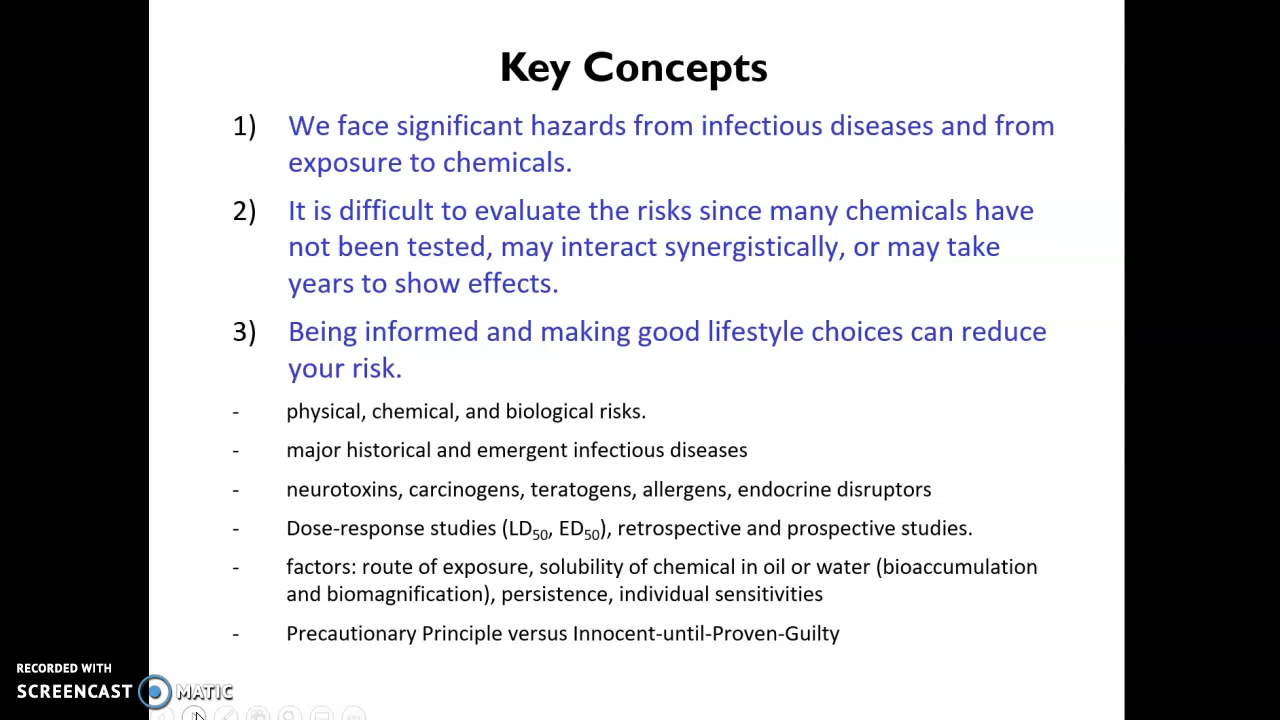 Key Concepts
1) We face significant hazards from infectious diseases and from
exposure to chemicals.
2) It is difficult to evaluate the risks since many chemicals have
not been tested, may interact synergistically, or may take
years to show effects.
3) Being informed and making good lifestyle choices can reduce
your risk.
- physical, chemical, and biological risks.
- major historical and emergent infectious diseases
- neurotoxins, carcinogens, teratogens, allergens, endocrine disruptors
- Dose-response studies (LD50, ED50), retrospective and prospective studies.
- factors: route of exposure, solubility of chemical in oil or water (bioaccumulation
and biomagnification), persistence, individual sensitivities
- Precautionary Principle versus Innocent-until-Proven-Guilty
RECORDED WITH
SCREENCAST MATIC